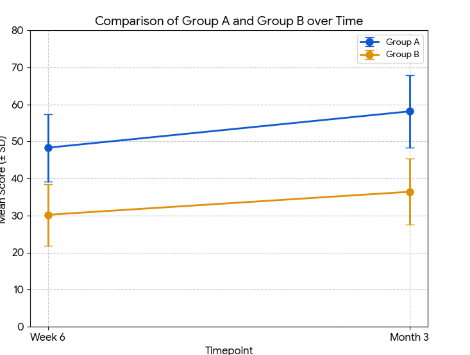 Comparison of Group A and Group B over Time
Group A
Group B
80
70
60
50
40
30
20
10
0
Mean Score (± SD)
Week 6
Month 3
Timepoint